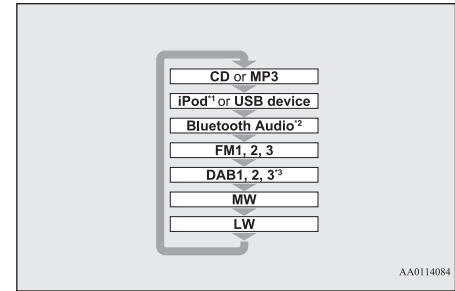 CD or MP3
iPod*1 or USB device
Bluetooth Audio*2
FM1, 2, 3
DAB1, 2, 3*3
MW
LW
AA0114084